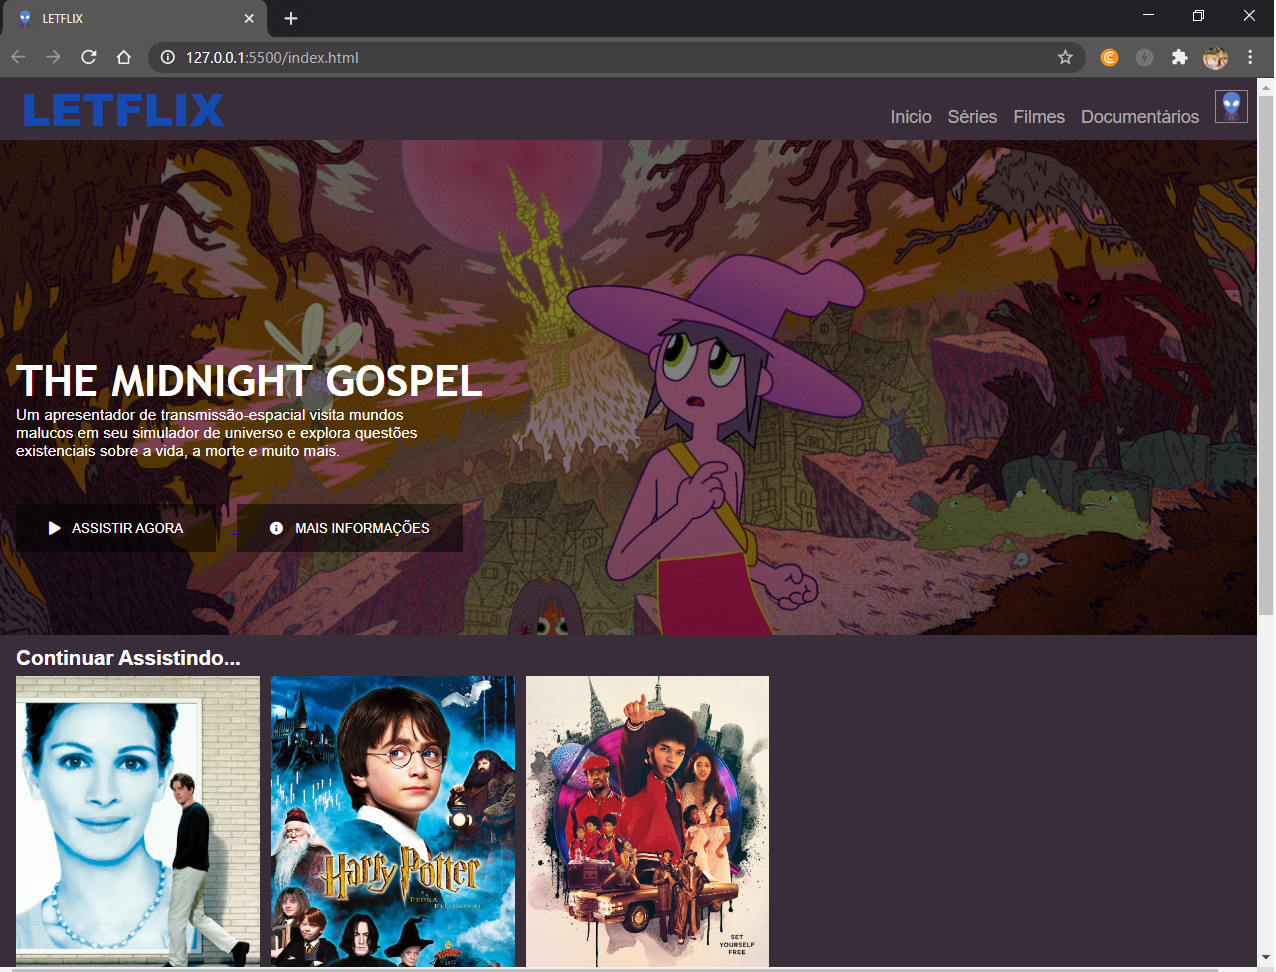 LETFLIX
127.0.0.1:5500/index.html
LETFLIX
Inicio Séries Filmes Documentários
THE MIDNIGHT GOSPEL
Um apresentador de transmissão-espacial visita mundos
malucos em seu simulador de universo e explora questões
existenciais sobre a vida, a morte e muito mais.
ASSISTIR AGORA MAIS INFORMAÇÕES
Continuar Assistindo...
Harry Potter
E A
PEDRA FILOSOFAL
SET
YOURSELF
FREE